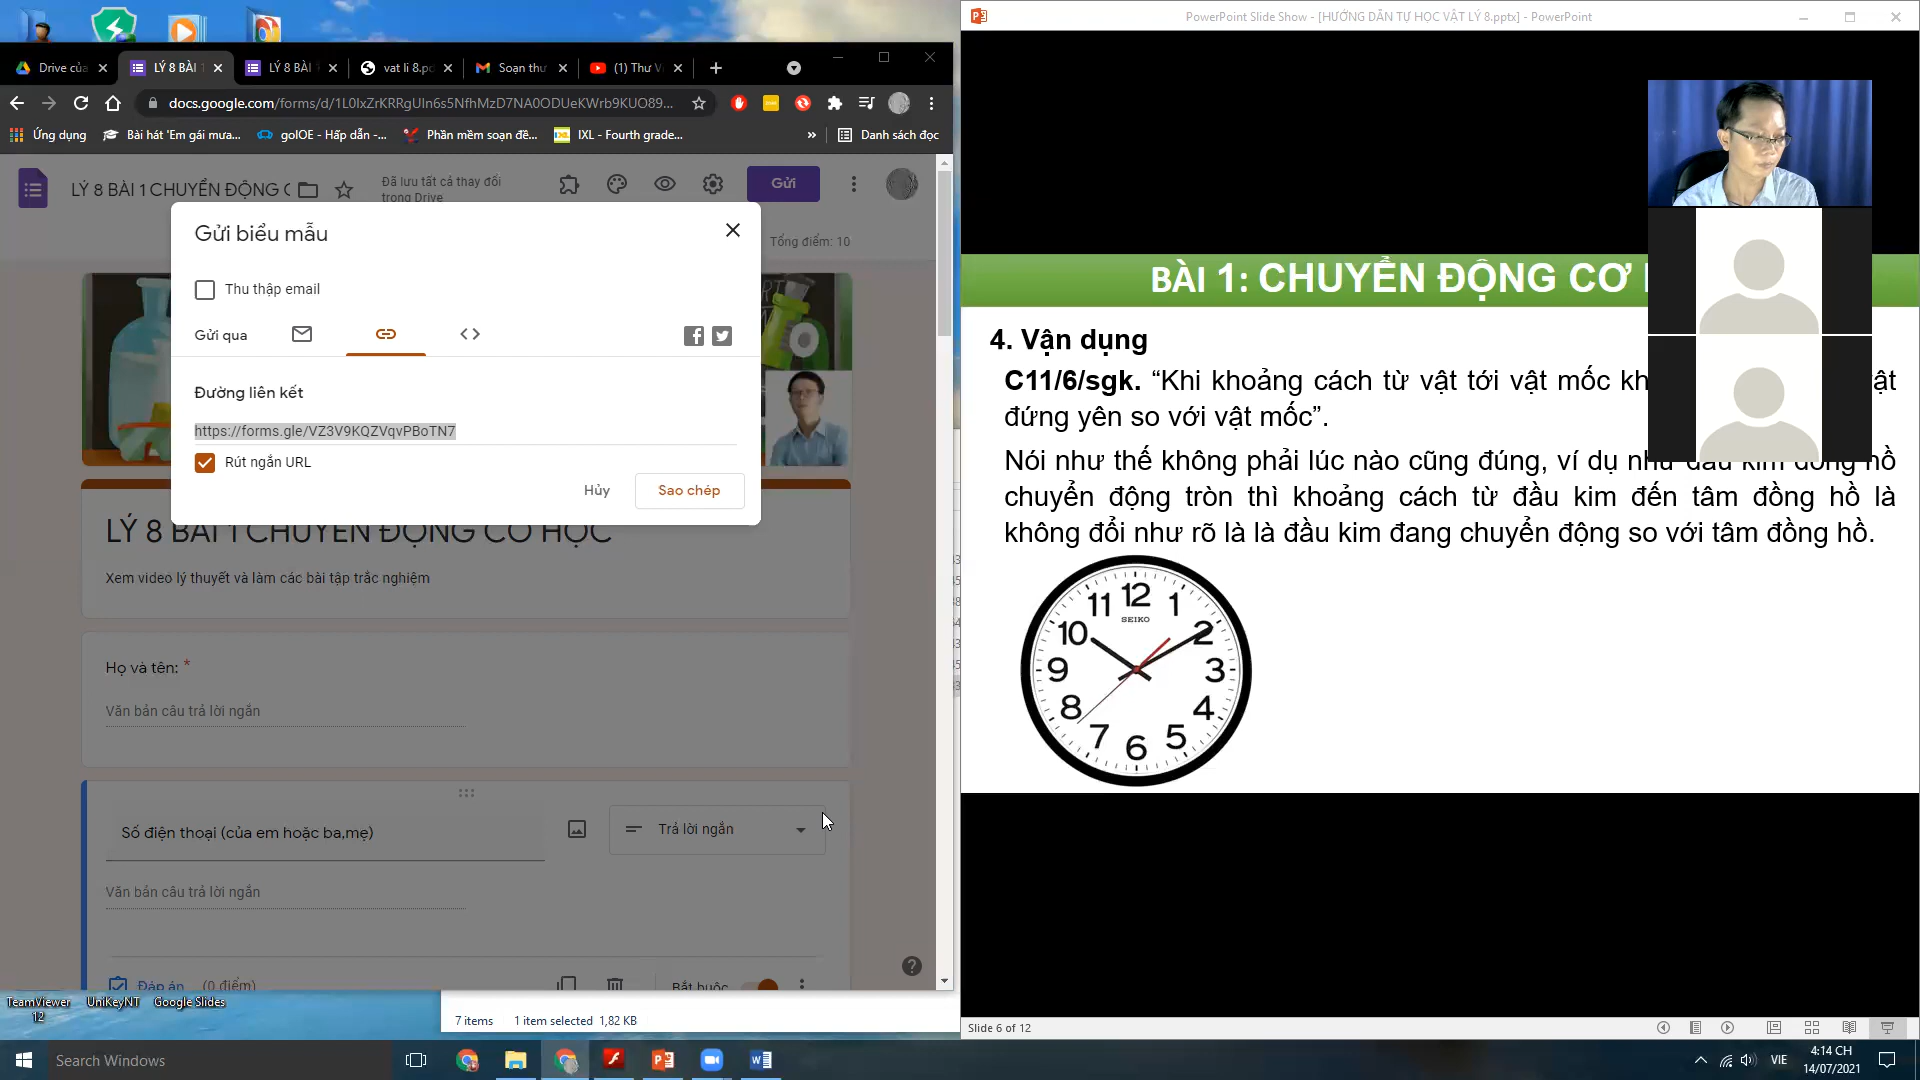 PowerPoint Slide Show - [HƯỚNG DẪN TỰ HỌC VẬT LÝ 8.pptx] - PowerPoint
Drive củ
LÝ 8 BÀI 1
LÝ 8 BÀI
vat li 8.p
Soạn thư
(1) Thư V
docs.google.com/forms/d/1L0IxZrKRRgUIn6s5NfhMzD7NA0ODUeKWrb9KUO89...
Ứng dụng
Bài hát 'Em gái mưa...
goIOE - Hấp dẫn -...
Phần mềm soạn đề...
IXL - Fourth grade...
»
Danh sách đọc
LÝ 8 BÀI 1 CHUYỂN ĐỘNG C
Đã lưu tất cả thay đổi
trong Drive
Gửi
Tổng điểm: 10
Gửi biểu mẫu
Thu thập email
Gửi qua
Đường liên kết
https://forms.gle/VZ3V9KQZVqvPBoTN7
Rút ngắn URL
Hủy
Sao chép
LÝ 8 BÀI 1 CHUYỂN ĐỘNG CƠ HỌC
Xem video lý thuyết và làm các bài tập trắc nghiệm
Họ và tên: *
Văn bản câu trả lời ngắn
Số điện thoại (của em hoặc ba,mẹ)
Trả lời ngắn
Văn bản câu trả lời ngắn
Đáp án
(0 điểm)
Bắt buộc
BÀI 1: CHUYỂN ĐỘNG CƠ
4. Vận dụng
C11/6/sgk. “Khi khoảng cách từ vật tới vật mốc kh ật
đứng yên so với vật mốc”.
Nói như thế không phải lúc nào cũng đúng, ví dụ như đầu kim đồng hồ
chuyển động tròn thì khoảng cách từ đầu kim đến tâm đồng hồ là
không đổi như rõ là là đầu kim đang chuyển động so với tâm đồng hồ.
12
11 1
SEIKO
10 2
9 3
8 4
7 5
6
TeamViewer
12
UniKeyNT
Google Slides
7 items
1 item selected 1,82 KB
Slide 6 of 12
Search Windows
VIE
4:14 CH
14/07/2021